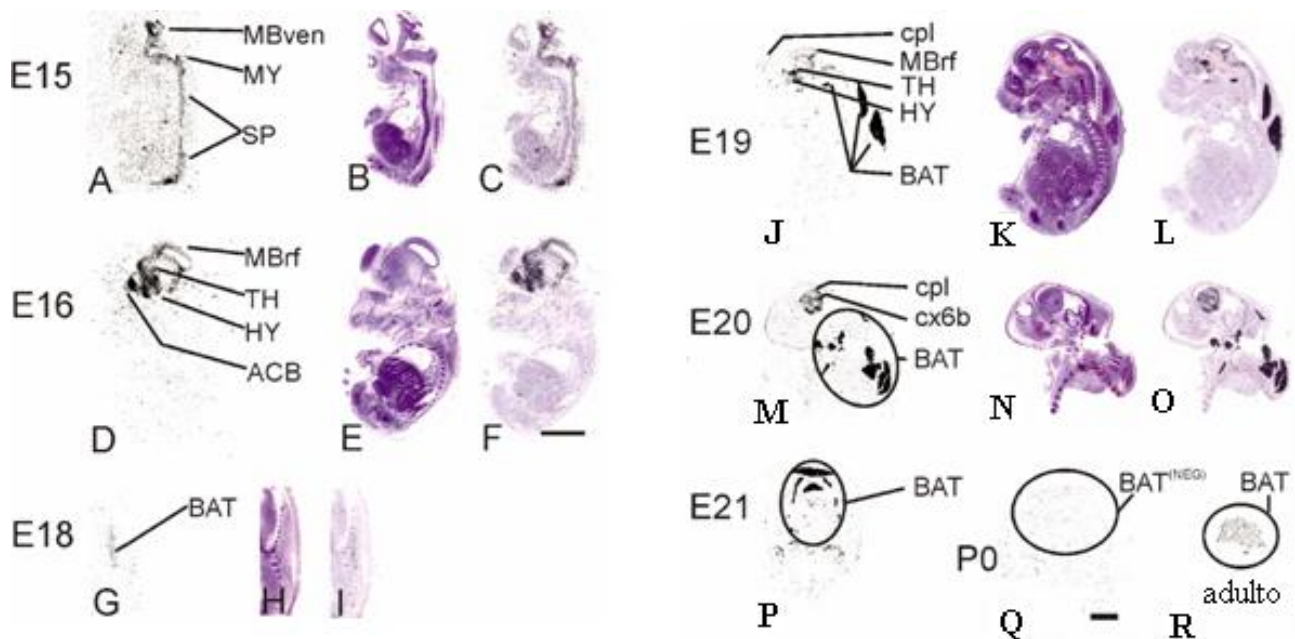 E15
MBven
MY
SP
A
B
C
E16
MBrf
TH
HY
ACB
D
E
F
E18
BAT
G
H
I
E19
cpl
MBrf
TH
HY
BAT
J
K
L
E20
cpl
cx6b
BAT
M
N
O
E21
BAT
P
P0
BAT(NEG)
Q
BAT
adulto
R